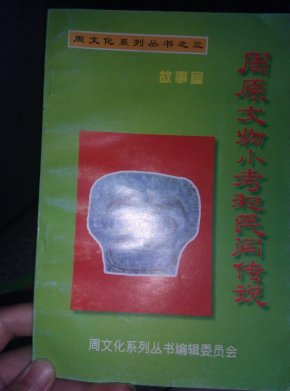 周文化系列丛书之三
故事篇
周原文物小考和民间传说
周文化系列丛书编辑委员会